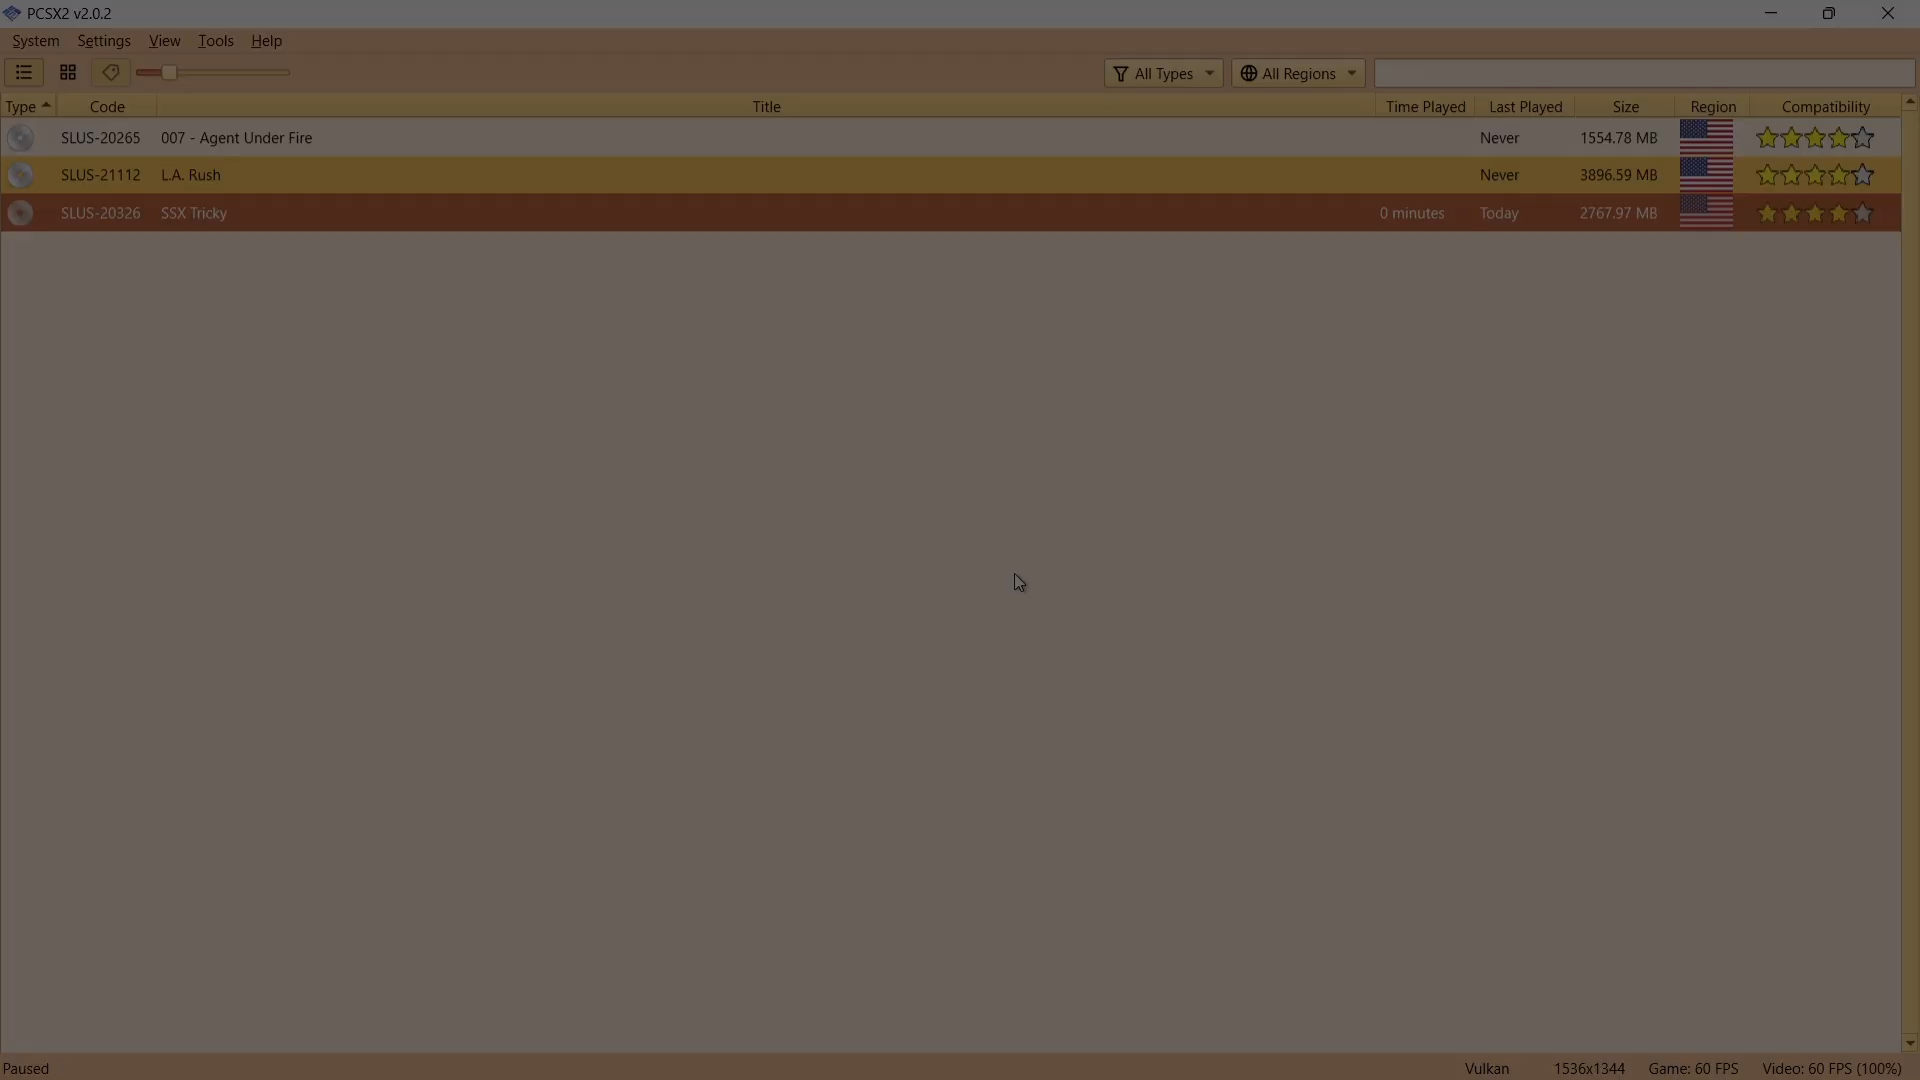 PCSX2 v2.0.2
System Settings View Tools Help
All Types All Regions
Type Code Title Time Played Last Played Size Region Compatibility
SLUS-20265 007 - Agent Under Fire Never 1554.78 MB
SLUS-21112 L.A. Rush Never 3896.59 MB
SLUS-20326 SSX Tricky 0 minutes Today 2767.97 MB
Paused Vulkan 1536x1344 Game: 60 FPS Video: 60 FPS (100%)